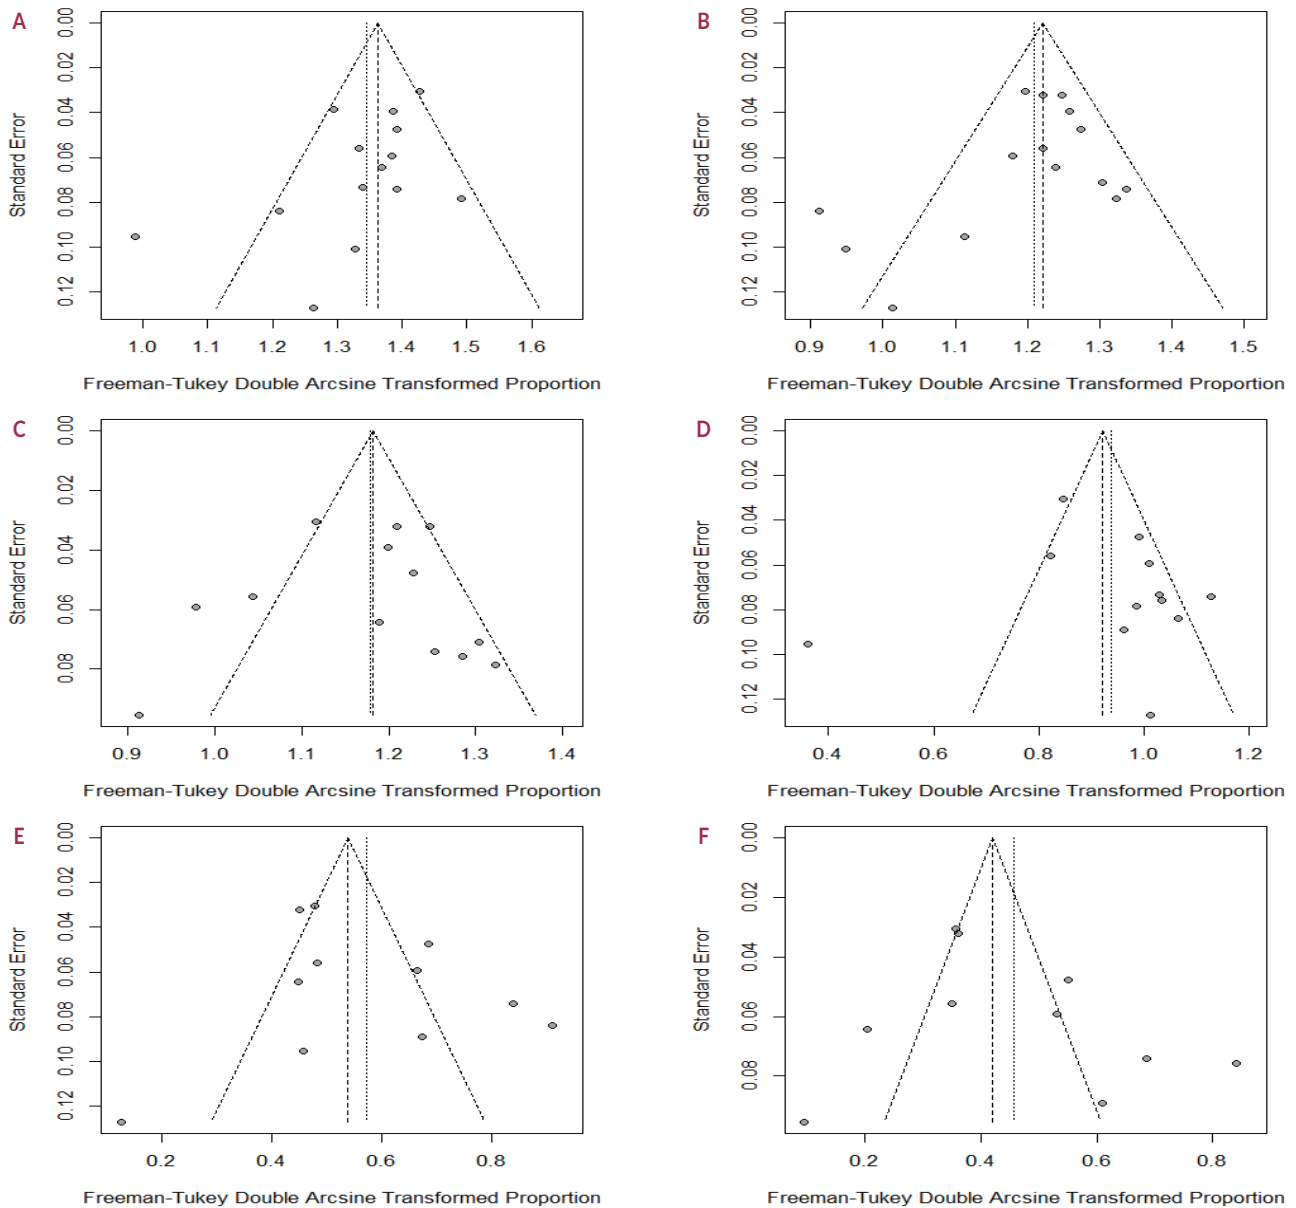 A
Standard Error
0.00
0.02
0.04
0.06
0.08
0.10
0.12
1.0 1.1 1.2 1.3 1.4 1.5 1.6
Freeman-Tukey Double Arcsine Transformed Proportion
B
Standard Error
0.00
0.02
0.04
0.06
0.08
0.10
0.12
0.9 1.0 1.1 1.2 1.3 1.4 1.5
Freeman-Tukey Double Arcsine Transformed Proportion
C
Standard Error
0.00
0.02
0.04
0.06
0.08
0.9 1.0 1.1 1.2 1.3 1.4
Freeman-Tukey Double Arcsine Transformed Proportion
D
Standard Error
0.00
0.02
0.04
0.06
0.08
0.10
0.12
0.4 0.6 0.8 1.0 1.2
Freeman-Tukey Double Arcsine Transformed Proportion
E
Standard Error
0.00
0.02
0.04
0.06
0.08
0.10
0.12
0.2 0.4 0.6 0.8
Freeman-Tukey Double Arcsine Transformed Proportion
F
Standard Error
0.00
0.02
0.04
0.06
0.08
0.2 0.4 0.6 0.8
Freeman-Tukey Double Arcsine Transformed Proportion